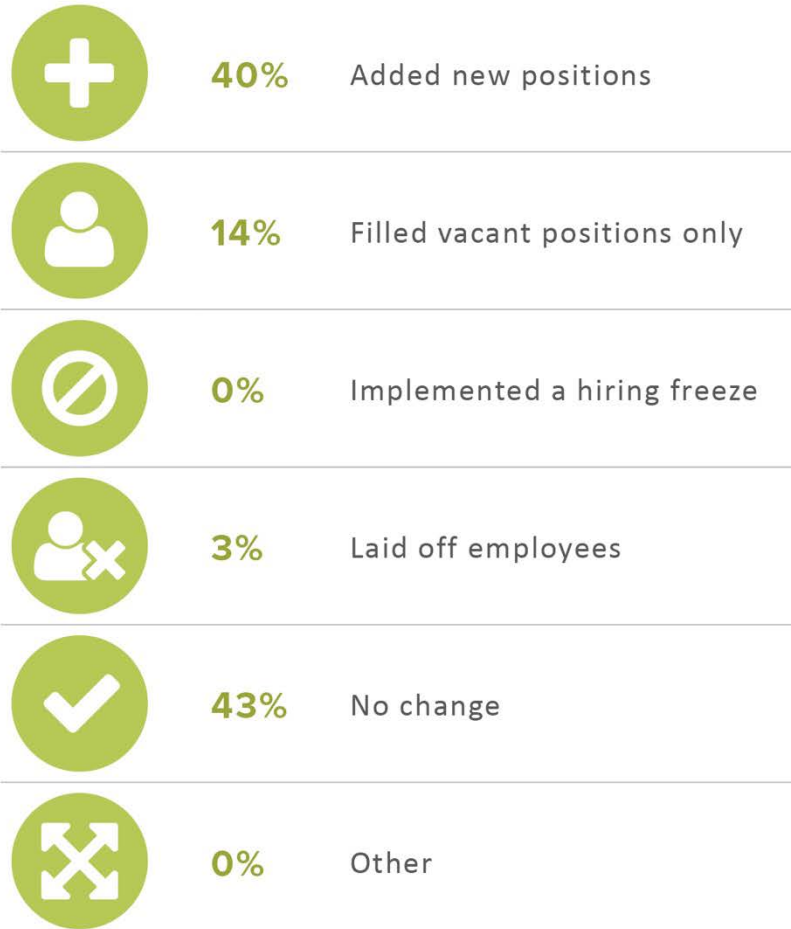 40% Added new positions
14% Filled vacant positions only
0% Implemented a hiring freeze
3% Laid off employees
43% No change
0% Other